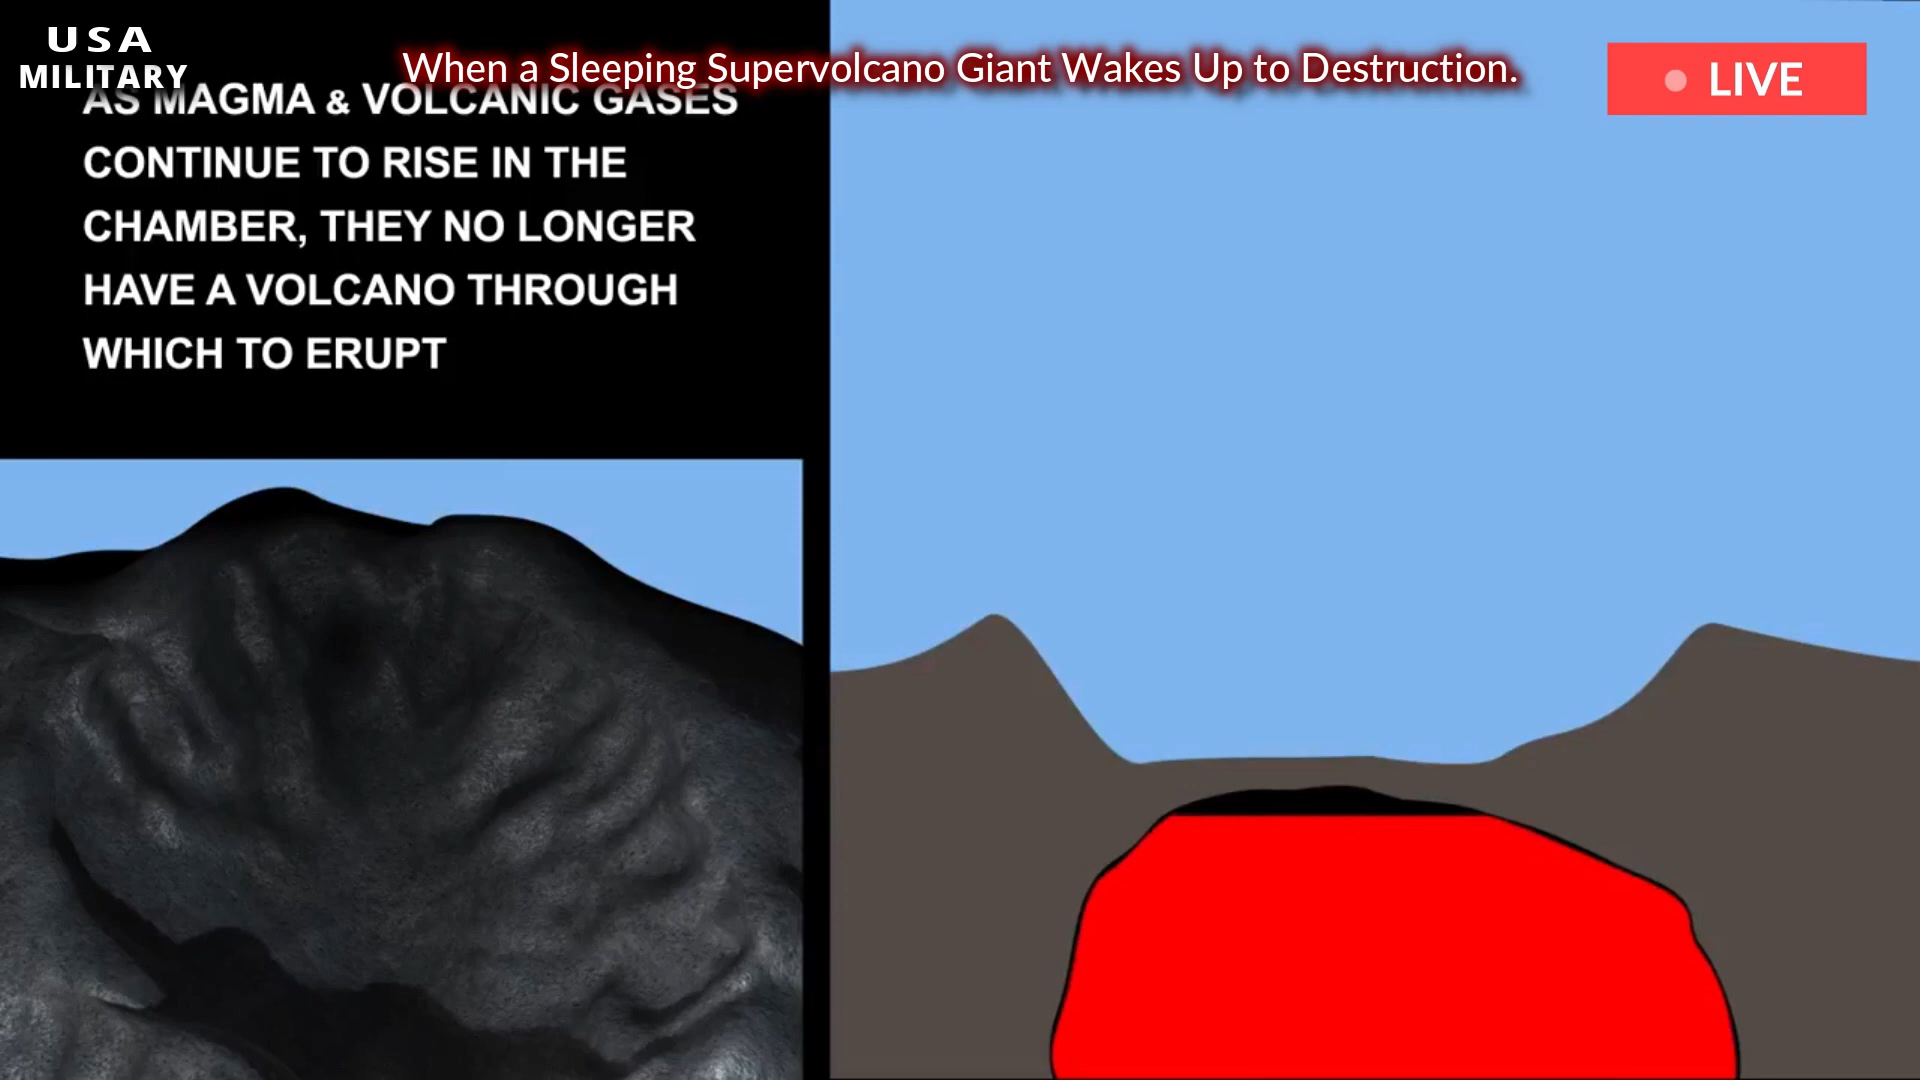 USA
MILITARY
When a Sleeping Supervolcano Giant Wakes Up to Destruction.
LIVE
AS MAGMA & VOLCANIC GASES
CONTINUE TO RISE IN THE
CHAMBER, THEY NO LONGER
HAVE A VOLCANO THROUGH
WHICH TO ERUPT